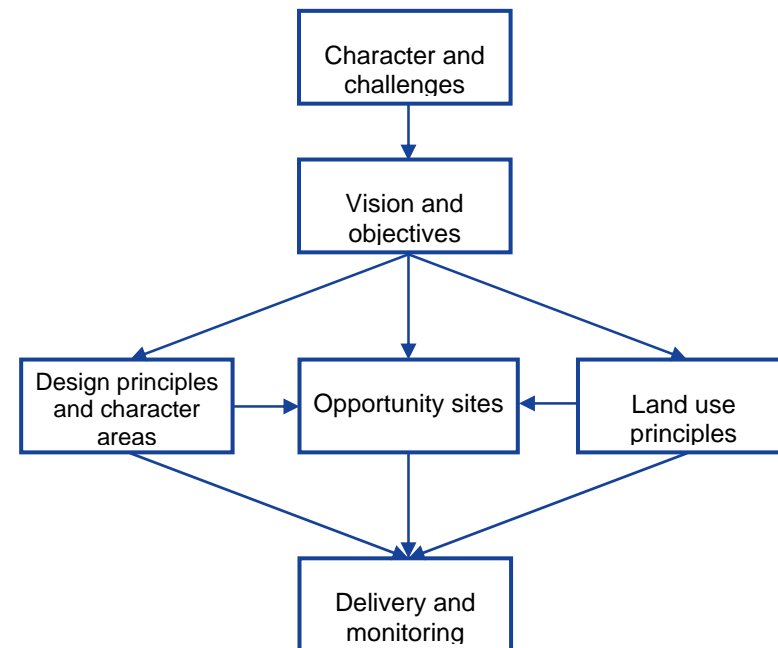 Character and
challenges
Vision and
objectives
Design principles
and character
areas
Opportunity sites
Land use
principles
Delivery and
monitoring